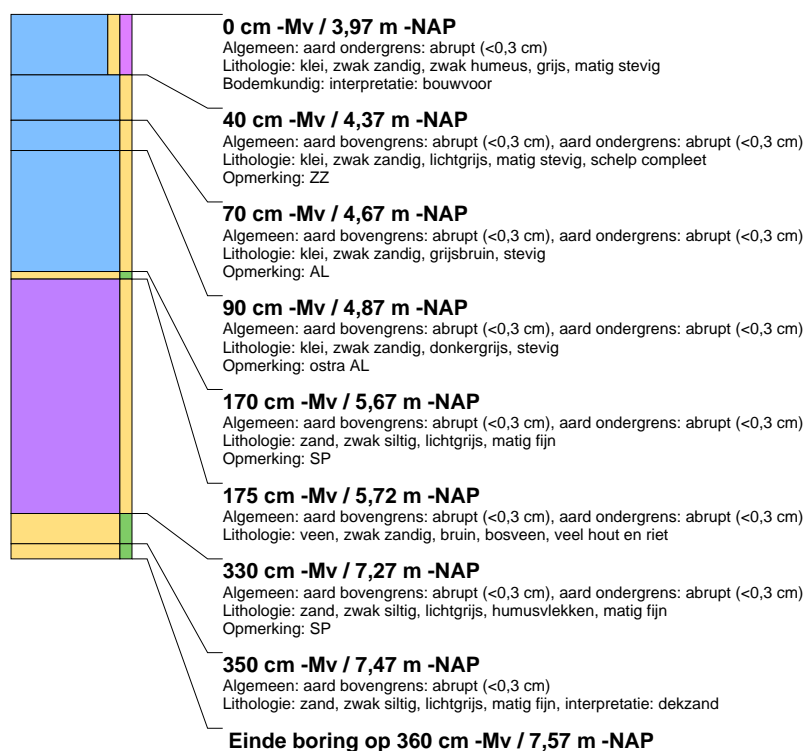 0 cm -Mv / 3,97 m -NAP
Algemeen: aard ondergrens: abrupt (<0,3 cm)
Lithologie: klei, zwak zandig, zwak humeus, grijs, matig stevig
Bodemkundig: interpretatie: bouwvoor
40 cm -Mv / 4,37 m -NAP
Algemeen: aard bovengrens: abrupt (<0,3 cm), aard ondergrens: abrupt (<0,3 cm)
Lithologie: klei, zwak zandig, lichtgrijs, matig stevig, schelp compleet
Opmerking: ZZ
70 cm -Mv / 4,67 m -NAP
Algemeen: aard bovengrens: abrupt (<0,3 cm), aard ondergrens: abrupt (<0,3 cm)
Lithologie: klei, zwak zandig, grijsbruin, stevig
Opmerking: AL
90 cm -Mv / 4,87 m -NAP
Algemeen: aard bovengrens: abrupt (<0,3 cm), aard ondergrens: abrupt (<0,3 cm)
Lithologie: klei, zwak zandig, donkergrijs, stevig
Opmerking: ostra AL
170 cm -Mv / 5,67 m -NAP
Algemeen: aard bovengrens: abrupt (<0,3 cm), aard ondergrens: abrupt (<0,3 cm)
Lithologie: zand, zwak siltig, lichtgrijs, matig fijn
Opmerking: SP
175 cm -Mv / 5,72 m -NAP
Algemeen: aard bovengrens: abrupt (<0,3 cm), aard ondergrens: abrupt (<0,3 cm)
Lithologie: veen, zwak zandig, bruin, bosveen, veel hout en riet
330 cm -Mv / 7,27 m -NAP
Algemeen: aard bovengrens: abrupt (<0,3 cm), aard ondergrens: abrupt (<0,3 cm)
Lithologie: zand, zwak siltig, lichtgrijs, humusvlekken, matig fijn
Opmerking: SP
350 cm -Mv / 7,47 m -NAP
Algemeen: aard bovengrens: abrupt (<0,3 cm)
Lithologie: zand, zwak siltig, lichtgrijs, matig fijn, interpretatie: dekzand
Einde boring op 360 cm -Mv / 7,57 m -NAP